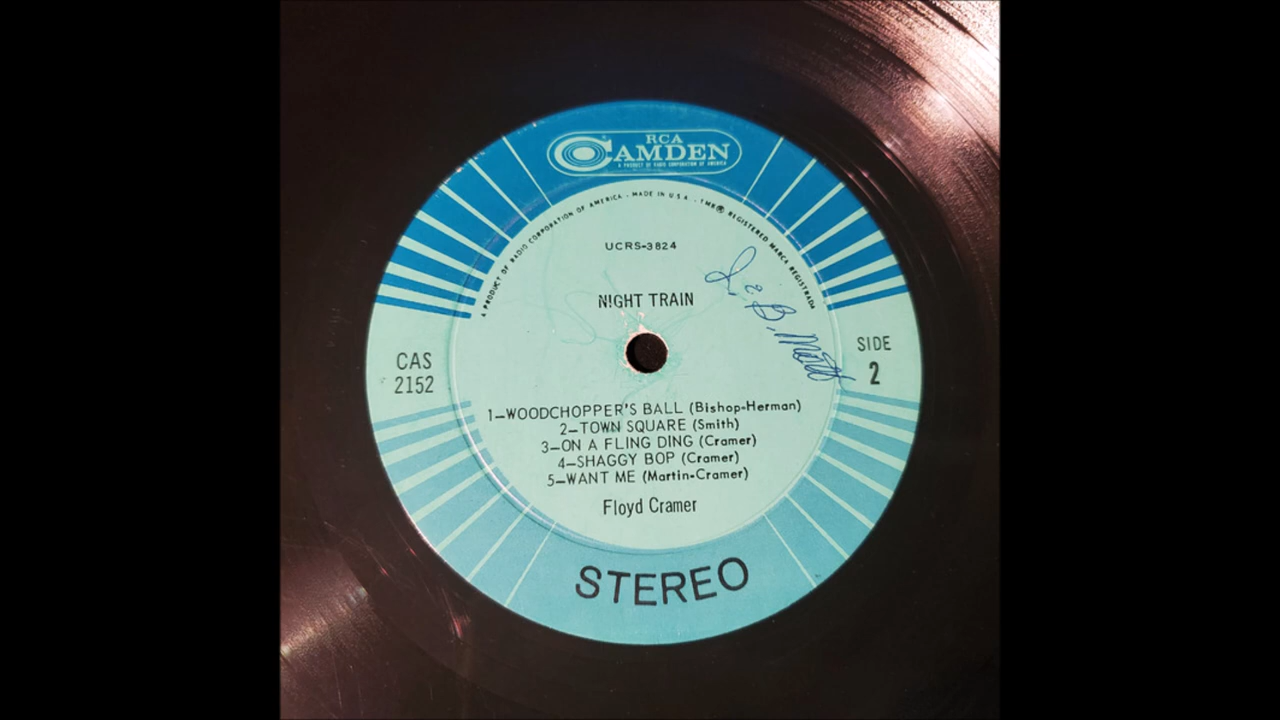 RCA
CAMDEN
A PRODUCT OF RADIO CORPORATION OF AMERICA
A PRODUCT OF RADIO CORPORATION OF AMERICA - MADE IN U.S.A. - TMK® REGISTERED MARCA REGISTRADA
UCRS-3824
NIGHT TRAIN
CAS
2152
SIDE
2
1—WOODCHOPPER'S BALL (Bishop-Herman)
2—TOWN SQUARE (Smith)
3—ON A FLING DING (Cramer)
4—SHAGGY BOP (Cramer)
5—WANT ME (Martin-Cramer)
Floyd Cramer
STEREO